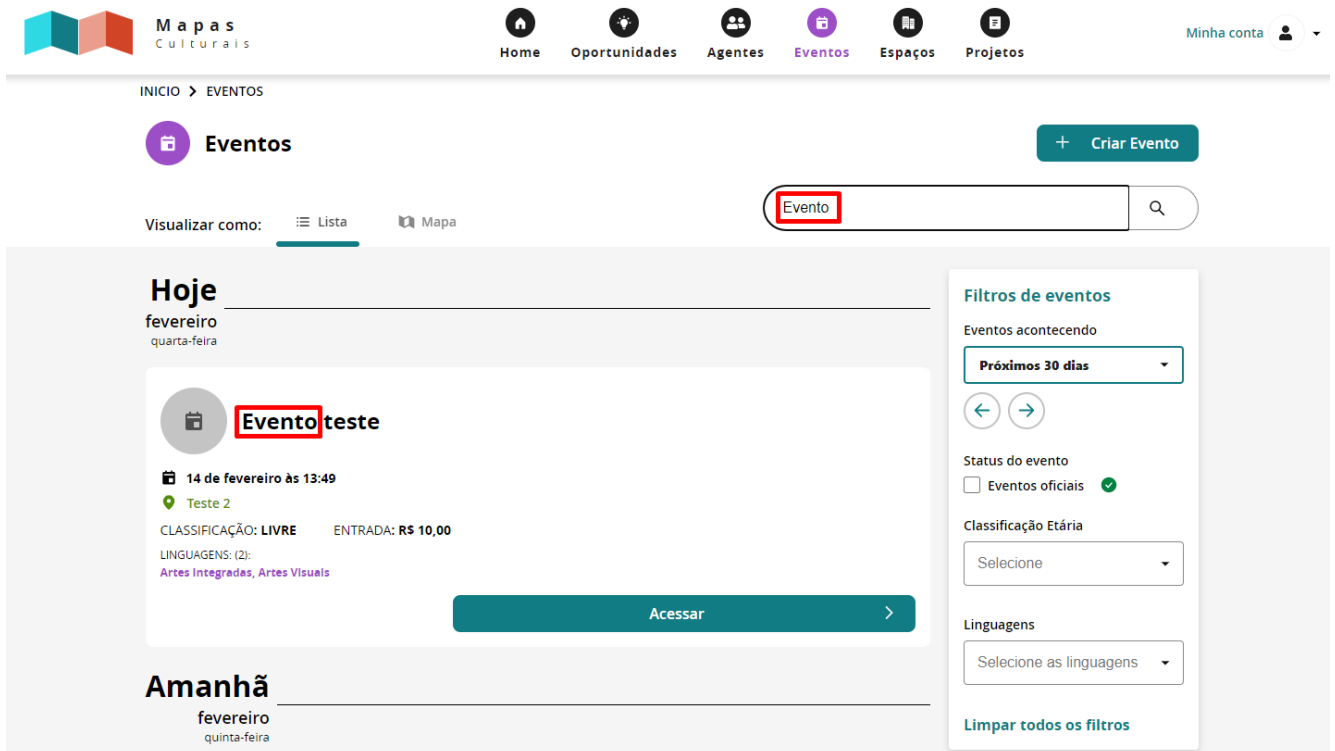 Mapas
Culturais
Home
Oportunidades
Agentes
Eventos
Espaços
Projetos
Minha conta
INICIO > EVENTOS
Eventos
+ Criar Evento
Visualizar como:
Lista
Mapa
Evento
Hoje
fevereiro
quarta-feira
Evento teste
14 de fevereiro às 13:49
Teste 2
CLASSIFICAÇÃO: LIVRE ENTRADA: R$ 10,00
LINGUAGENS: (2):
Artes Integradas, Artes Visuais
Acessar
Amanhã
fevereiro
quinta-feira
Filtros de eventos
Eventos acontecendo
Próximos 30 dias
Status do evento
Eventos oficiais
Classificação Etária
Selecione
Linguagens
Selecione as linguagens
Limpar todos os filtros